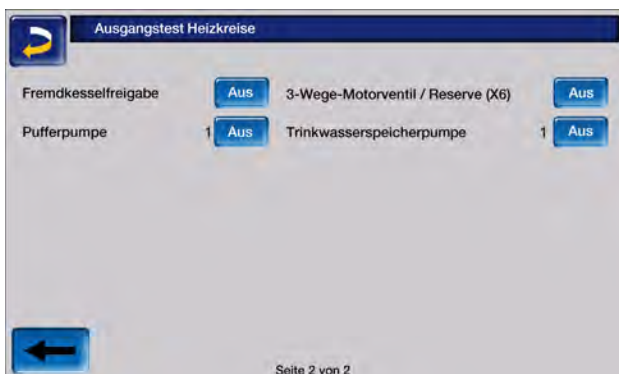 Ausgangstest Heizkreise
Fremdkesselfreigabe Aus 3-Wege-Motorventil / Reserve (X6) Aus
Pufferpumpe 1 Aus Trinkwasserspeicherpumpe 1 Aus
Seite 2 von 2